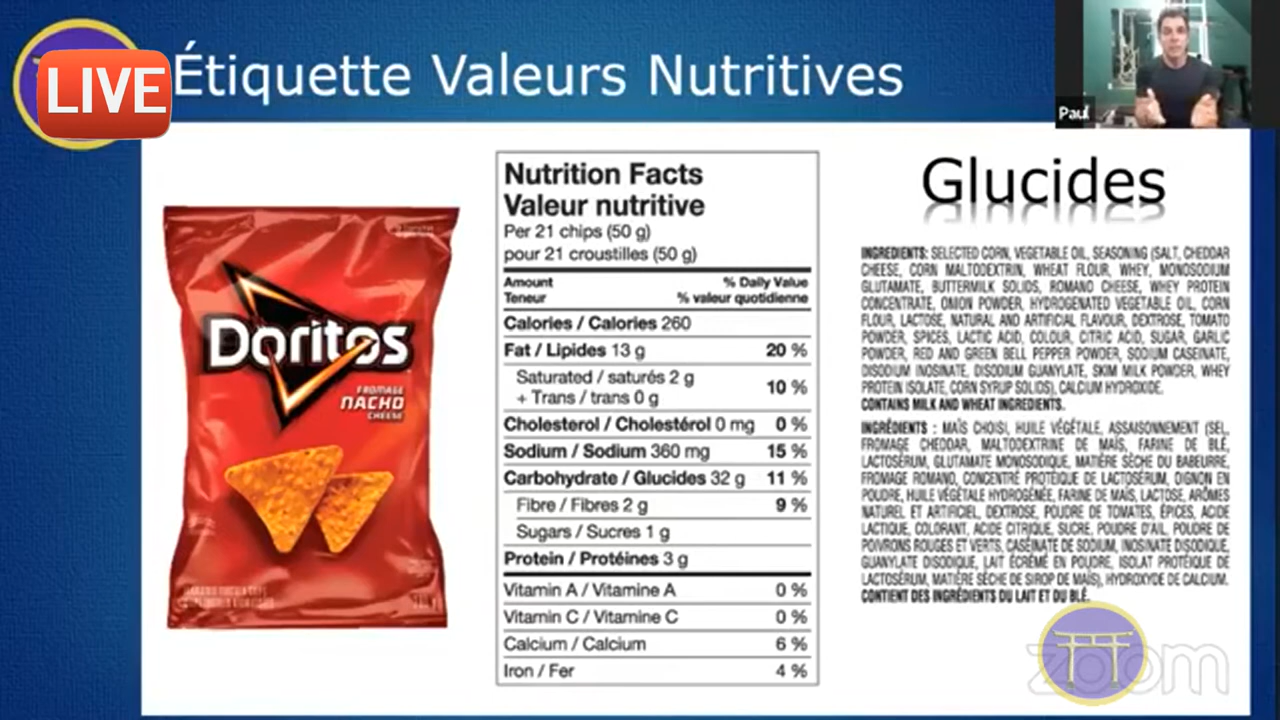 LIVE
Étiquette Valeurs Nutritives
Paul
Doritos
FROMAGE
NACHO
CHEESE
Nutrition Facts
Valeur nutritive
Per 21 chips (50 g)
pour 21 croustilles (50 g)
Amount % Daily Value
Teneur % valeur quotidienne
Calories / Calories 260
Fat / Lipides 13 g 20 %
Saturated / saturés 2 g
+ Trans / trans 0 g 10 %
Cholesterol / Cholestérol 0 mg 0 %
Sodium / Sodium 360 mg 15 %
Carbohydrate / Glucides 32 g 11 %
Fibre / Fibres 2 g 9 %
Sugars / Sucres 1 g
Protein / Protéines 3 g
Vitamin A / Vitamine A 0 %
Vitamin C / Vitamine C 0 %
Calcium / Calcium 6 %
Iron / Fer 4 %
Glucides
INGREDIENTS: SELECTED CORN, VEGETABLE OIL, SEASONING (SALT, CHEDDAR
CHEESE, CORN MALTODEXTRIN, WHEAT FLOUR, WHEY, MONOSODIUM
GLUTAMATE, BUTTERMILK SOLIDS, ROMANO CHEESE, WHEY PROTEIN
CONCENTRATE, ONION POWDER, HYDROGENATED VEGETABLE OIL, CORN
FLOUR, LACTOSE, NATURAL AND ARTIFICIAL FLAVOUR, DEXTROSE, TOMATO
POWDER, SPICES, LACTIC ACID, COLOUR, CITRIC ACID, SUGAR, GARLIC
POWDER, RED AND GREEN BELL PEPPER POWDER, SODIUM CASEINATE,
DISODIUM INOSINATE, DISODIUM GUANYLATE, SKIM MILK POWDER, WHEY
PROTEIN ISOLATE, CORN SYRUP SOLIDS), CALCIUM HYDROXIDE.
CONTAINS MILK AND WHEAT INGREDIENTS.
INGRÉDIENTS : MAÏS CHOISI, HUILE VÉGÉTALE, ASSAISONNEMENT (SEL,
FROMAGE CHEDDAR, MALTODEXTRINE DE MAÏS, FARINE DE BLÉ,
LACTOSÉRUM, GLUTAMATE MONOSODIQUE, MATIÈRE SÈCHE DU BABEURRE,
FROMAGE ROMANO, CONCENTRÉ PROTÉIQUE DE LACTOSÉRUM, OIGNON EN
POUDRE, HUILE VÉGÉTALE HYDROGÉNÉE, FARINE DE MAÏS, LACTOSE, ARÔMES
NATUREL ET ARTIFICIEL, DEXTROSE, POUDRE DE TOMATES, ÉPICES, ACIDE
LACTIQUE, COLORANT, ACIDE CITRIQUE, SUCRE, POUDRE D'AIL, POUDRE DE
POIVRONS ROUGES ET VERTS, CASÉINATE DE SODIUM, INOSINATE DISODIQUE,
GUANYLATE DISODIQUE, LAIT ÉCRÉMÉ EN POUDRE, ISOLAT PROTÉIQUE DE
LACTOSÉRUM, MATIÈRE SÈCHE DE SIROP DE MAÏS), HYDROXYDE DE CALCIUM.
CONTIENT DES INGRÉDIENTS DU LAIT ET DU BLÉ.
zoom